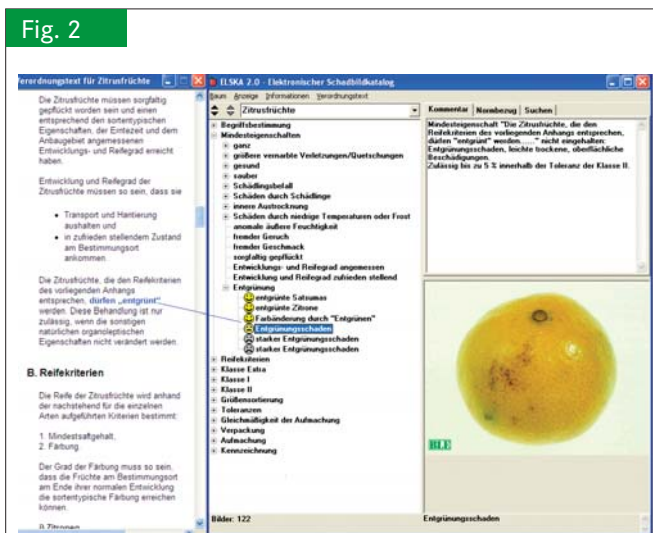 Fig. 2
Verordnungstext für Zitrusfrüchte
Die Zitrusfrüchte müssen sorgfältig
gepflückt worden sein und einen
entsprechend den sortentypischen
Eigenschaften, der Erntezeit und dem
Anbaugebiet angemessenen
Entwicklungs- und Reifegrad erreicht
haben.
Entwicklung und Reifegrad der
Zitrusfrüchte müssen so sein, dass sie
• Transport und Hantierung
aushalten und
• in zufrieden stellendem Zustand
am Bestimmungsort
ankommen.
Die Zitrusfrüchte, die den Reifekriterien
des vorliegenden Anhangs
entsprechen, dürfen „entgrünt"
werden. Diese Behandlung ist nur
zulässig, wenn die sonstigen
natürlichen organoleptischen
Eigenschaften nicht verändert werden.
B. Reifekriterien
Die Reife der Zitrusfrüchte wird anhand
der nachstehend für die einzelnen
Arten aufgeführten Kriterien bestimmt:
1. Mindestsaftgehalt,
2. Färbung.
Der Grad der Färbung muss so sein,
dass die Früchte am Bestimmungsort
am Ende ihrer normalen Entwicklung
die sortentypische Färbung erreichen
können.
ELSKA 2.0 - Elektronischer Schadbildkatalog
Baum Anzeige Informationen Verordnungstext
Zitrusfrüchte
Begriffsbestimmung
Mindesteigenschaften
ganz
größere vernarbte Verletzungen/Quetschungen
gesund
sauber
Schädlingsbefall
Schäden durch Schädlinge
innere Austrocknung
Schäden durch niedrige Temperaturen oder Frost
anomale äußere Feuchtigkeit
fremder Geruch
fremder Geschmack
sorgfältig gepflückt
Entwicklungs- und Reifegrad angemessen
Entwicklung und Reifegrad zufrieden stellend
Entgrünung
entgrünte Satsumas
entgrünte Zitrone
Farbänderung durch "Entgrünen"
Entgrünungsschaden
starker Entgrünungsschaden
starker Entgrünungsschaden
Reifekriterien
Klasse Extra
Klasse I
Klasse II
Größensortierung
Toleranzen
Gleichmäßigkeit der Aufmachung
Verpackung
Aufmachung
Kennzeichnung
Bilder: 122
Kommentar Normbezug Suchen
Mindesteigenschaft "Die Zitrusfrüchte, die den
Reifekriterien des vorliegenden Anhangs entsprechen,
dürfen "entgrünt" werden......" nicht eingehalten:
Entgrünungsschaden, leichte trockene, oberflächliche
Beschädigungen.
Zulässig bis zu 5 % innerhalb der Toleranz der Klasse II.
BLE
Entgrünungsschaden